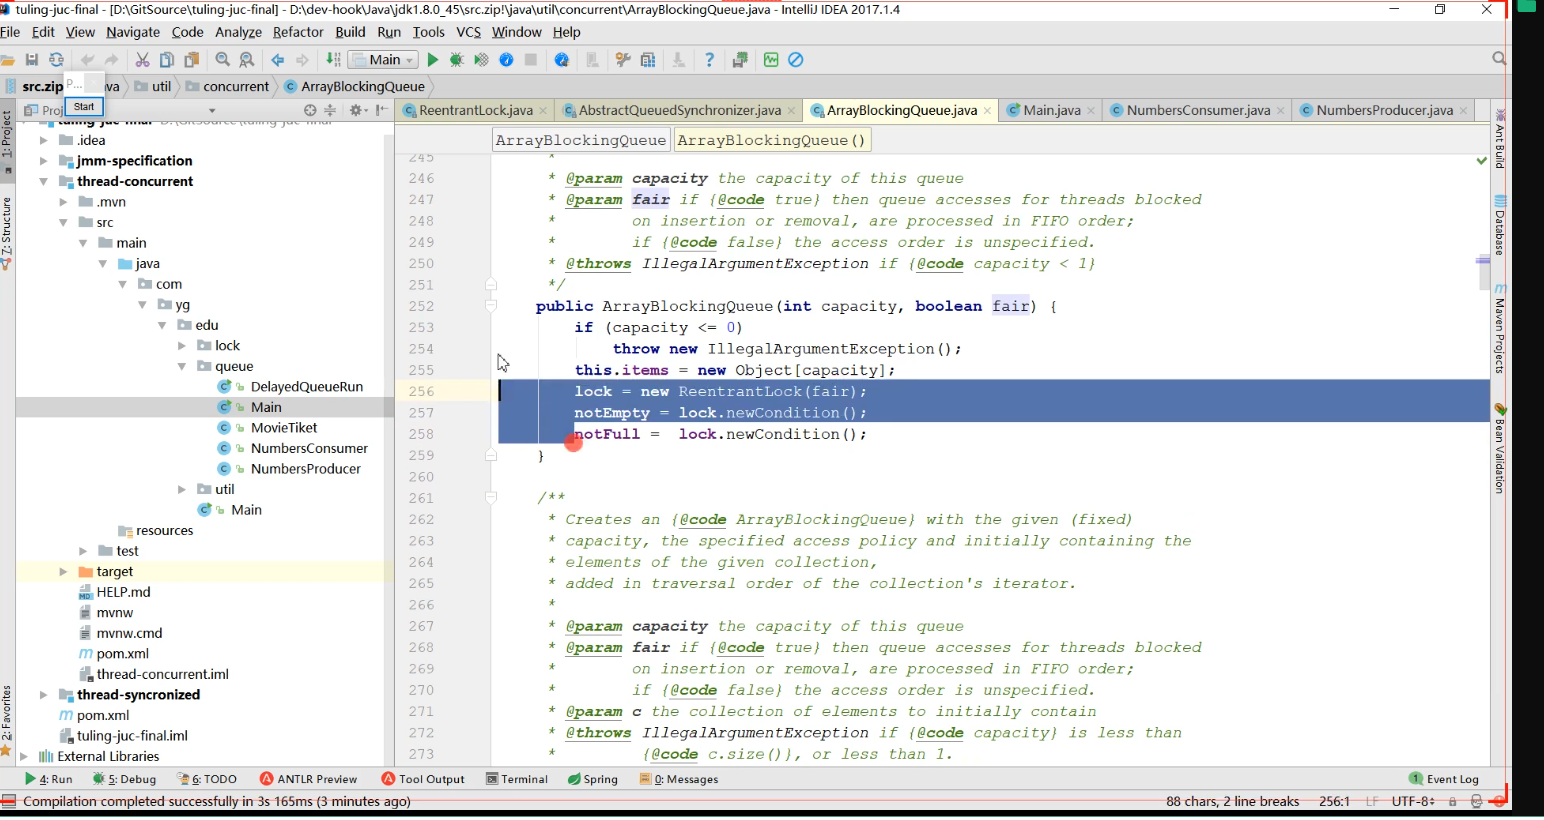 tuling-juc-final - [D:\GitSource\tuling-juc-final] - D:\dev-hook\Java\jdk1.8.0_45\src.zip!\java\util\concurrent\ArrayBlockingQueue.java - IntelliJ IDEA 2017.1.4
File Edit View Navigate Code Analyze Refactor Build Run Tools VCS Window Help
Main
src.zip P... va util concurrent ArrayBlockingQueue
Start
Proj
ReentrantLock.java AbstractQueuedSynchronizer.java ArrayBlockingQueue.java Main.java NumbersConsumer.java NumbersProducer.java
ArrayBlockingQueue ArrayBlockingQueue()
1: Project
7: Structure
2: Favorites
tuling-juc-final D:\GitSource\tuling-juc-final
.idea
jmm-specification
thread-concurrent
.mvn
src
main
java
com
yg
edu
lock
queue
DelayedQueueRun
Main
MovieTiket
NumbersConsumer
NumbersProducer
util
Main
resources
test
target
HELP.md
mvnw
mvnw.cmd
pom.xml
thread-concurrent.iml
thread-syncronized
pom.xml
tuling-juc-final.iml
External Libraries
245 *
246 * @param capacity the capacity of this queue
247 * @param fair if {@code true} then queue accesses for threads blocked
248 * on insertion or removal, are processed in FIFO order;
249 * if {@code false} the access order is unspecified.
250 * @throws IllegalArgumentException if {@code capacity < 1}
251 */
252 public ArrayBlockingQueue(int capacity, boolean fair) {
253 if (capacity <= 0)
254 throw new IllegalArgumentException();
255 this.items = new Object[capacity];
256 lock = new ReentrantLock(fair);
257 notEmpty = lock.newCondition();
258 notFull = lock.newCondition();
259 }
260
261 /**
262 * Creates an {@code ArrayBlockingQueue} with the given (fixed)
263 * capacity, the specified access policy and initially containing the
264 * elements of the given collection,
265 * added in traversal order of the collection's iterator.
266 *
267 * @param capacity the capacity of this queue
268 * @param fair if {@code true} then queue accesses for threads blocked
269 * on insertion or removal, are processed in FIFO order;
270 * if {@code false} the access order is unspecified.
271 * @param c the collection of elements to initially contain
272 * @throws IllegalArgumentException if {@code capacity} is less than
273 * {@code c.size()}, or less than 1.
Ant Build
Database
Maven Projects
Bean Validation
4: Run 5: Debug 6: TODO ANTLR Preview Tool Output Terminal Spring 0: Messages 1 Event Log
Compilation completed successfully in 3s 165ms (3 minutes ago) 88 chars, 2 line breaks 256:1 LF UTF-8